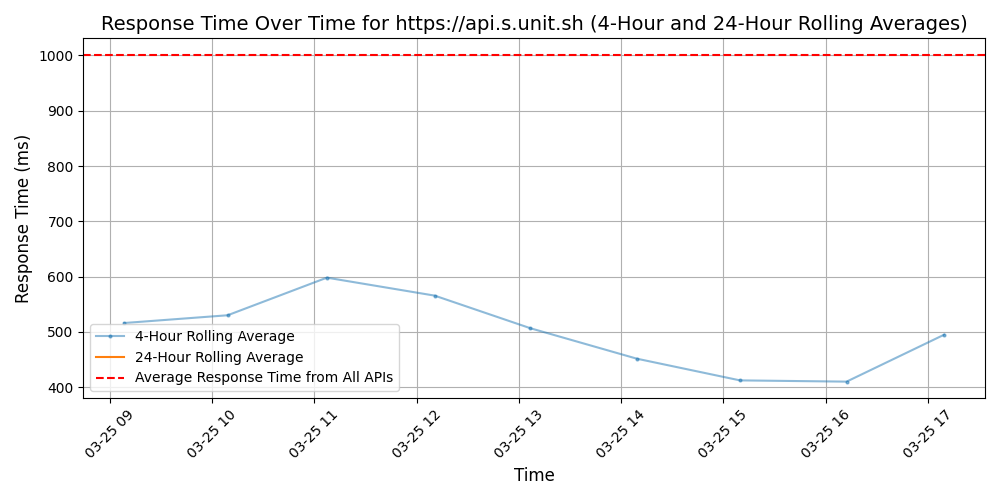 Response Time Over Time for https://api.s.unit.sh (4-Hour and 24-Hour Rolling Averages)
Response Time (ms)
1000
900
800
700
600
500
400
4-Hour Rolling Average
24-Hour Rolling Average
Average Response Time from All APIs
03-25 09
03-25 10
03-25 11
03-25 12
03-25 13
03-25 14
03-25 15
03-25 16
03-25 17
Time